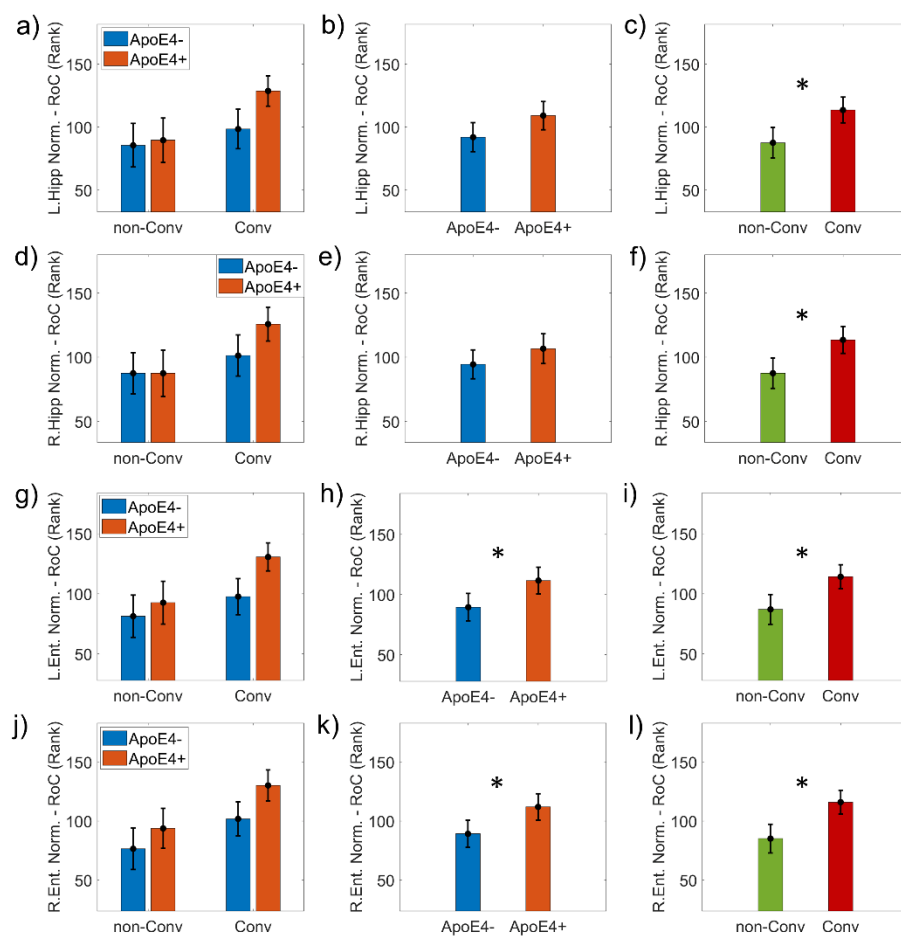 a)
L.Hipp Norm. - RoC (Rank)
150
100
50
ApoE4-
ApoE4+
non-Conv Conv
b)
L.Hipp Norm. - RoC (Rank)
150
100
50
ApoE4- ApoE4+
c)
L.Hipp Norm. - RoC (Rank)
150
100
50
*
non-Conv Conv
d)
R.Hipp Norm. - RoC (Rank)
150
100
50
ApoE4-
ApoE4+
non-Conv Conv
e)
R.Hipp Norm. - RoC (Rank)
150
100
50
ApoE4- ApoE4+
f)
R.Hipp Norm. - RoC (Rank)
150
100
50
*
non-Conv Conv
g)
L.Ent. Norm. - RoC (Rank)
150
100
50
ApoE4-
ApoE4+
non-Conv Conv
h)
L.Ent. Norm. - RoC (Rank)
150
100
50
*
ApoE4- ApoE4+
i)
L.Ent. Norm. - RoC (Rank)
150
100
50
*
non-Conv Conv
j)
R.Ent. Norm. - RoC (Rank)
150
100
50
ApoE4-
ApoE4+
non-Conv Conv
k)
R.Ent. Norm. - RoC (Rank)
150
100
50
*
ApoE4- ApoE4+
l)
R.Ent. Norm. - RoC (Rank)
150
100
50
*
non-Conv Conv